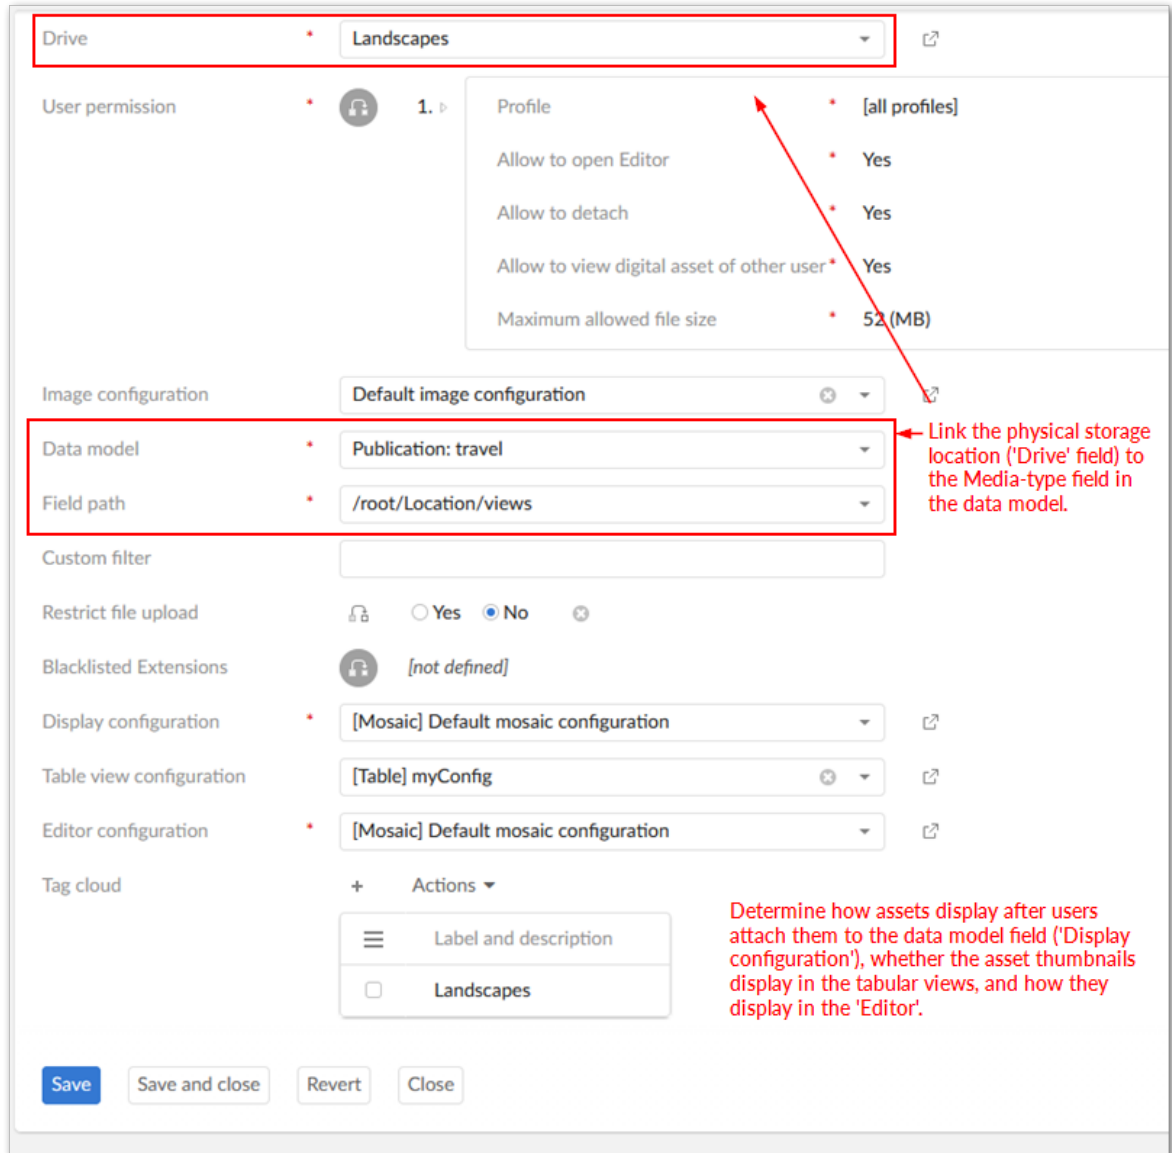 Drive * Landscapes
User permission * 1. Profile * [all profiles]
Allow to open Editor * Yes
Allow to detach * Yes
Allow to view digital asset of other user * Yes
Maximum allowed file size * 52 (MB)
Image configuration Default image configuration
Data model * Publication: travel
Field path * /root/Location/views
Link the physical storage
location ('Drive' field) to
the Media-type field in
the data model.
Custom filter
Restrict file upload Yes No
Blacklisted Extensions [not defined]
Display configuration * [Mosaic] Default mosaic configuration
Table view configuration [Table] myConfig
Editor configuration * [Mosaic] Default mosaic configuration
Tag cloud + Actions
Label and description
Landscapes
Determine how assets display after users
attach them to the data model field ('Display
configuration'), whether the asset thumbnails
display in the tabular views, and how they
display in the 'Editor'.
Save Save and close Revert Close